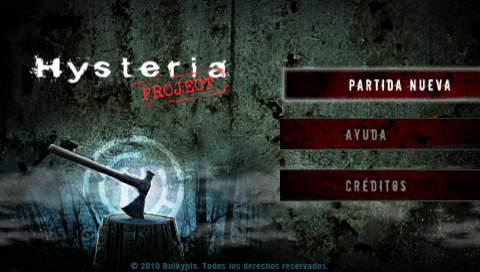 Hysteria
PROJECT
PARTIDA NUEVA
AYUDA
CRÉDITOS
© 2010 Bulkypix. Todos los derechos reservados.